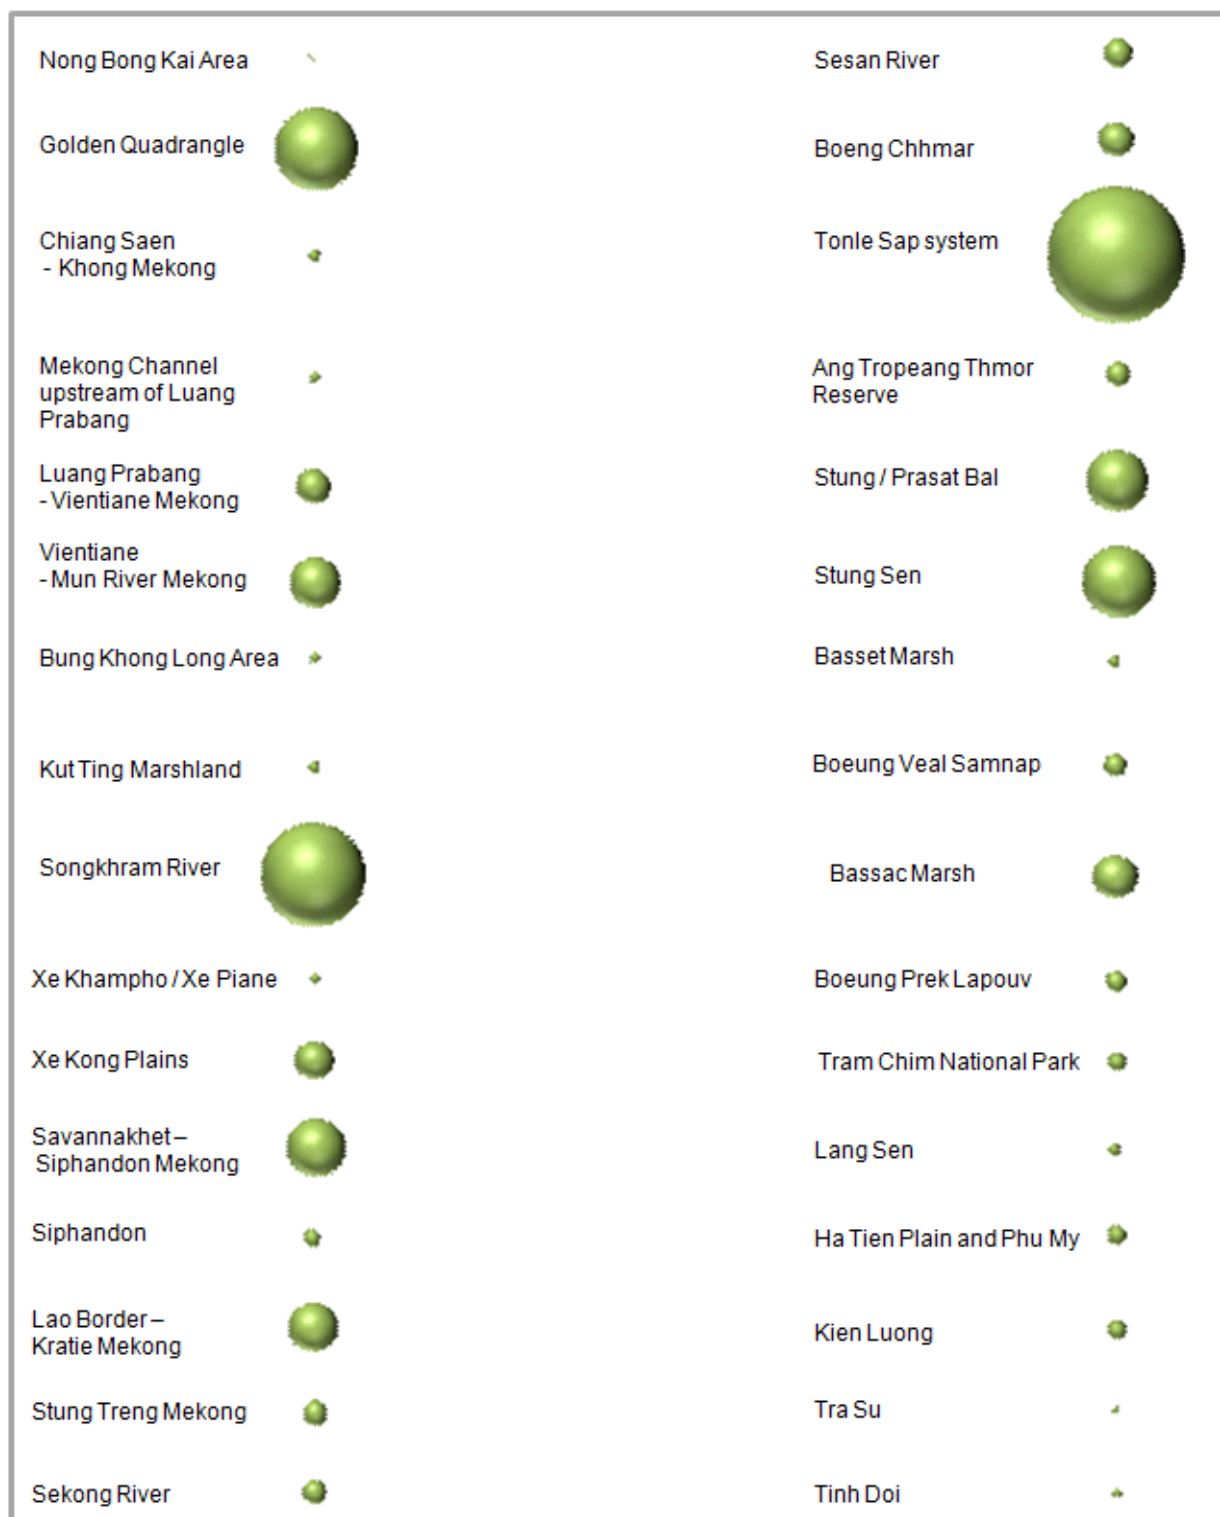 Nong Bong Kai Area
Golden Quadrangle
Chiang Saen
- Khong Mekong
Mekong Channel
upstream of Luang
Prabang
Luang Prabang
- Vientiane Mekong
Vientiane
- Mun River Mekong
Bung Khong Long Area
Kut Ting Marshland
Songkhram River
Xe Khampho / Xe Piane
Xe Kong Plains
Savannakhet –
Siphandon Mekong
Siphandon
Lao Border –
Kratie Mekong
Stung Treng Mekong
Sekong River
Sesan River
Boeng Chhmar
Tonle Sap system
Ang Tropeang Thmor
Reserve
Stung / Prasat Bal
Stung Sen
Basset Marsh
Boeung Veal Samnap
Bassac Marsh
Boeung Prek Lapouv
Tram Chim National Park
Lang Sen
Ha Tien Plain and Phu My
Kien Luong
Tra Su
Tinh Doi